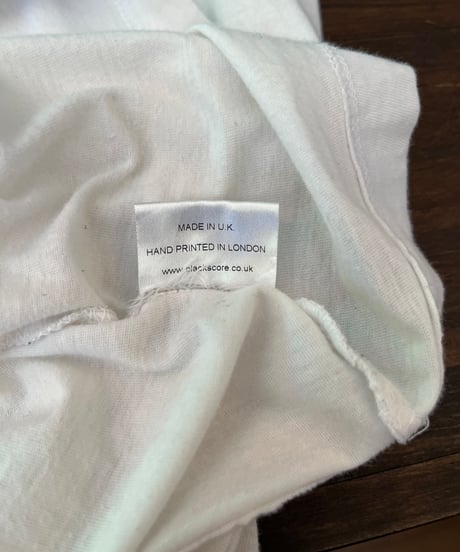 MADE IN U.K.
HAND PRINTED IN LONDON
www.blackscore.co.uk